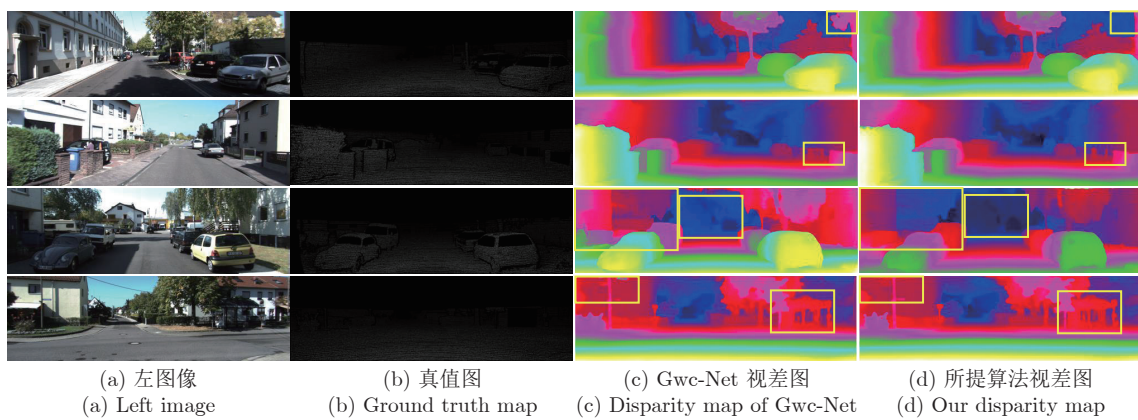 (a) 左图像
(b) 真值图
(c) Gwc-Net 视差图
(d) 所提算法视差图
(a) Left image
(b) Ground truth map
(c) Disparity map of Gwc-Net
(d) Our disparity map